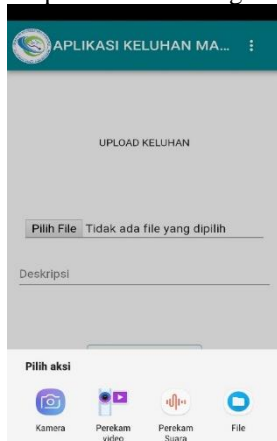 APLIKASI KELUHAN MA...
UPLOAD KELUHAN
Pilih File Tidak ada file yang dipilih
Deskripsi
Pilih aksi
Kamera
Perekam video
Perekam Suara
File